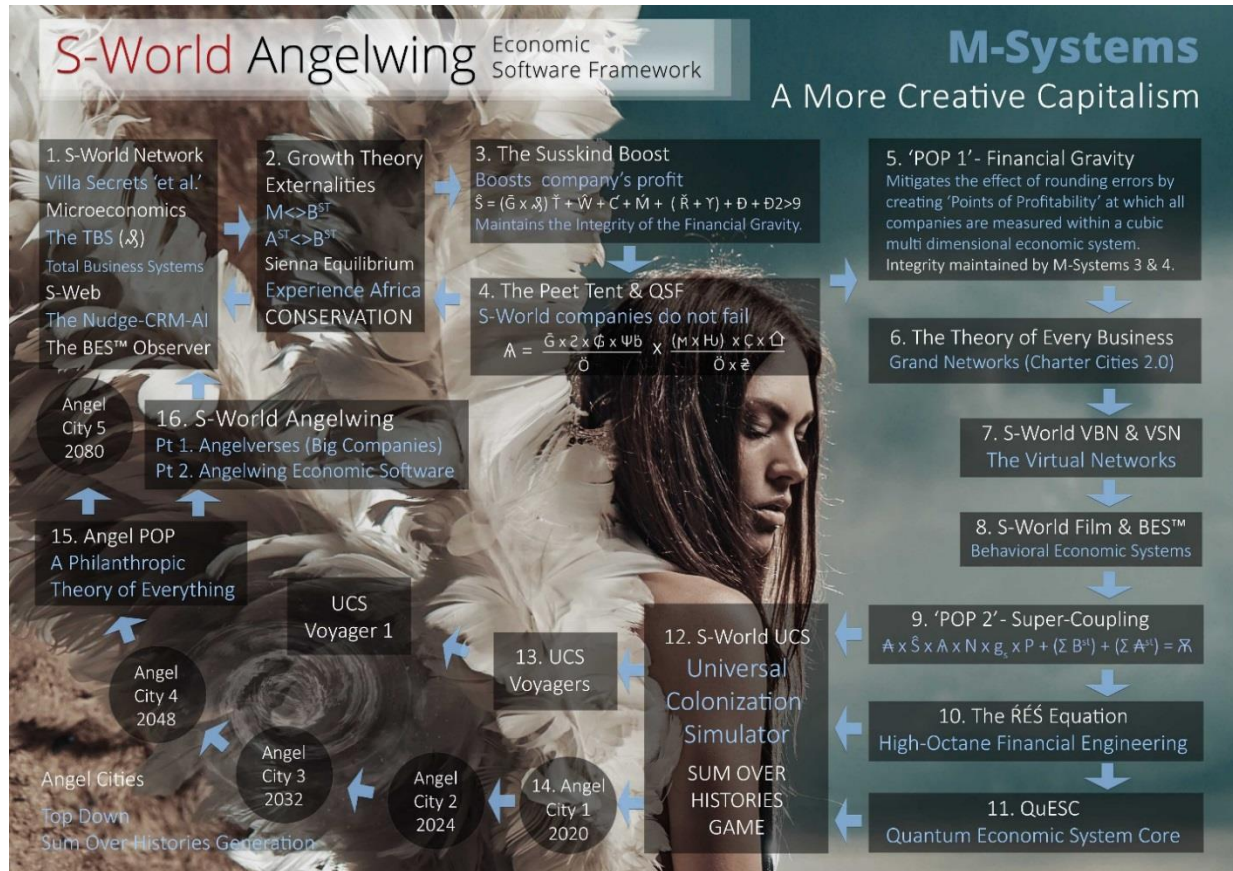 S-World Angelwing Economic
Software Framework
M-Systems
A More Creative Capitalism
1. S-World Network
Villa Secrets 'et al.'
Microeconomics
The TBS (
Total Business Systems
S-Web
The Nudge-CRM-AI
The BES™ Observer
2. Growth Theory
Externalities
M<>B^ST
A^ST<>B^ST
Sienna Equilibrium
Experience Africa
CONSERVATION
3. The Susskind Boost
Boosts company's profit
Maintains the Integrity of the Financial Gravity.
4. The Peet Tent & QSF
S-World companies do not fail
5. 'POP 1'- Financial Gravity
Mitigates the effect of rounding errors by
creating 'Points of Profitability' at which all
companies are measured within a cubic
multi dimensional economic system.
Integrity maintained by M-Systems 3 & 4.
6. The Theory of Every Business
Grand Networks (Charter Cities 2.0)
7. S-World VBN & VSN
The Virtual Networks
8. S-World Film & BES™
Behavioral Economic Systems
9. 'POP 2'- Super-Coupling
10. The ŔÉŚ Equation
High-Octane Financial Engineering
11. QuESC
Quantum Economic System Core
12. S-World UCS
Universal
Colonization
Simulator
SUM OVER
HISTORIES
GAME
13. UCS
Voyagers
UCS
Voyager 1
14. Angel
City 1
2020
Angel
City 2
2024
Angel
City 3
2032
Angel
City 4
2048
15. Angel POP
A Philanthropic
Theory of Everything
16. S-World Angelwing
Pt 1. Angelverses (Big Companies)
Pt 2. Angelwing Economic Software
Angel
City 5
2080
Angel Cities
Top Down
Sum Over Histories Generation